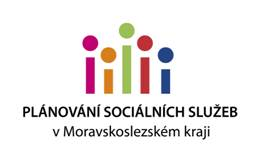 PLÁNOVÁNÍ SOCIÁLNÍCH SLUŽEB
v Moravskoslezském kraji